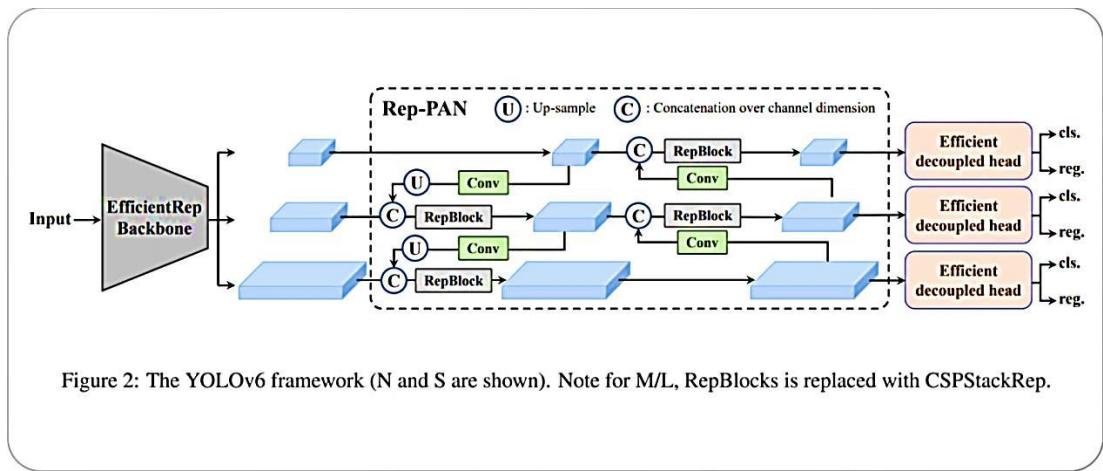 Rep-PAN U : Up-sample C : Concatenation over channel dimension
C RepBlock
Efficient decoupled head
cls.
reg.
U Conv
Conv
Input
EfficientRep
Backbone
C RepBlock
C RepBlock
Efficient decoupled head
cls.
reg.
U Conv
Conv
C RepBlock
Efficient decoupled head
cls.
reg.
Figure 2: The YOLOv6 framework (N and S are shown). Note for M/L, RepBlocks is replaced with CSPStackRep.